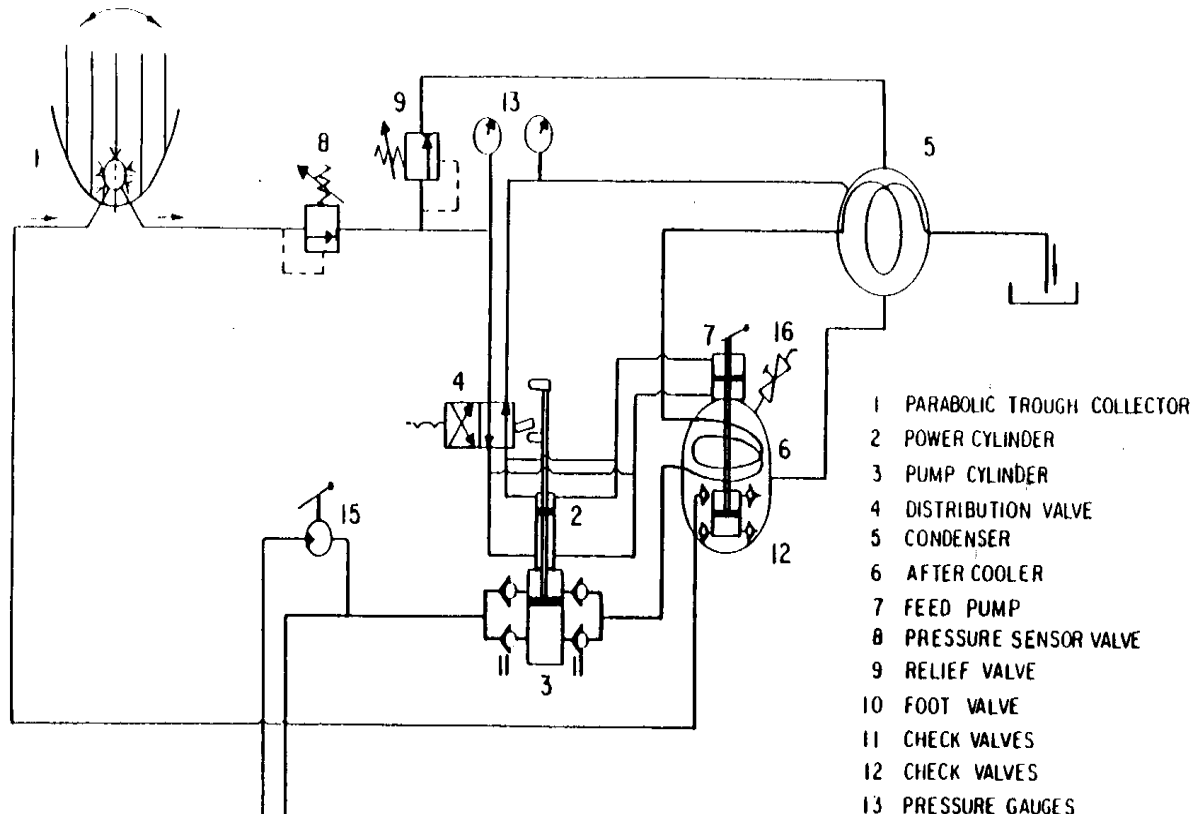 9
13
8
5
1
7
16
4
6
2
15
12
11
11
3
1 PARABOLIC TROUGH COLLECTOR
2 POWER CYLINDER
3 PUMP CYLINDER
4 DISTRIBUTION VALVE
5 CONDENSER
6 AFTER COOLER
7 FEED PUMP
8 PRESSURE SENSOR VALVE
9 RELIEF VALVE
10 FOOT VALVE
11 CHECK VALVES
12 CHECK VALVES
13 PRESSURE GAUGES